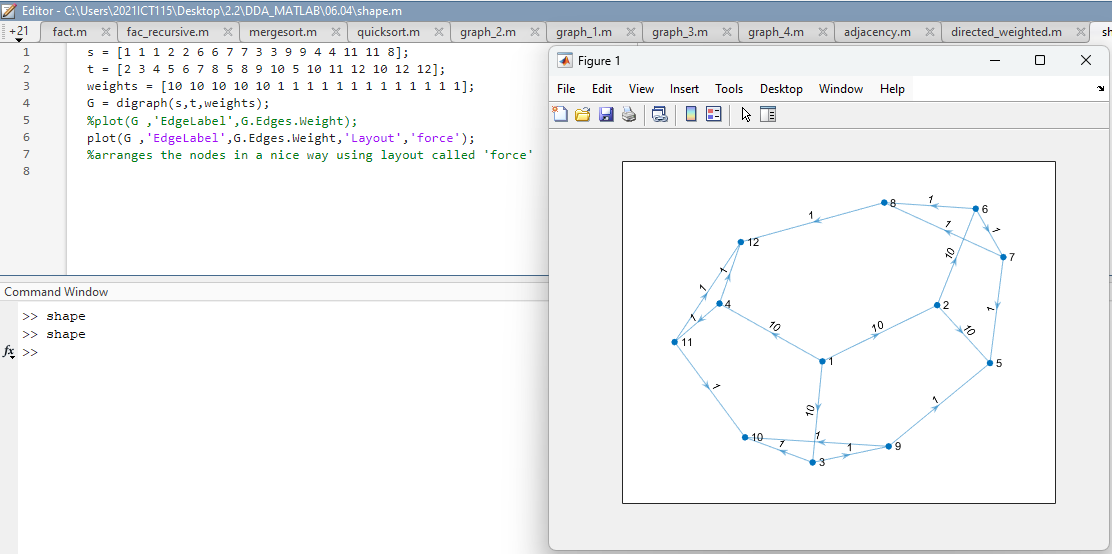 Editor - C:\Users\2021ICT115\Desktop\2.2\DDA_MATLAB\06.04\shape.m
+21 fact.m fac_recursive.m mergesort.m quicksort.m graph_2.m graph_1.m graph_3.m graph_4.m adjacency.m directed_weighted.m sh
1 s = [1 1 1 2 2 6 6 7 7 3 3 9 9 4 4 11 11 8];
2 t = [2 3 4 5 6 7 8 5 8 9 10 5 10 11 12 10 12 12];
3 weights = [10 10 10 10 10 1 1 1 1 1 1 1 1 1 1 1 1 1];
4 G = digraph(s,t,weights);
5 %plot(G ,'EdgeLabel',G.Edges.Weight);
6 plot(G ,'EdgeLabel',G.Edges.Weight,'Layout','force');
7 %arranges the nodes in a nice way using layout called 'force'
8
Command Window
>> shape
>> shape
fx >>
Figure 1
File Edit View Insert Tools Desktop Window Help
8 1 6
1 1 1
12 10 7
1 1
4 2 1
1 10 10 10
11 1 5
1 10 1
10 1 1 1 9
3